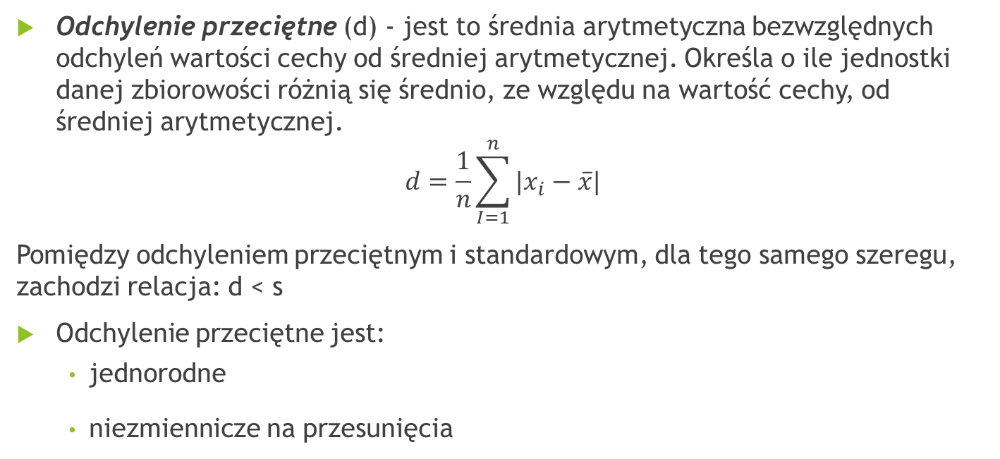 ▶ Odchylenie przeciętne (d) - jest to średnia arytmetyczna bezwzględnych
odchyleń wartości cechy od średniej arytmetycznej. Określa o ile jednostki
danej zbiorowości różnią się średnio, ze względu na wartość cechy, od
średniej arytmetycznej.
d = \frac{1}{n} \sum_{I=1}^{n} |x_i - \bar{x}|
Pomiędzy odchyleniem przeciętnym i standardowym, dla tego samego szeregu,
zachodzi relacja: d < s
▶ Odchylenie przeciętne jest:
• jednorodne
• niezmiennicze na przesunięcia